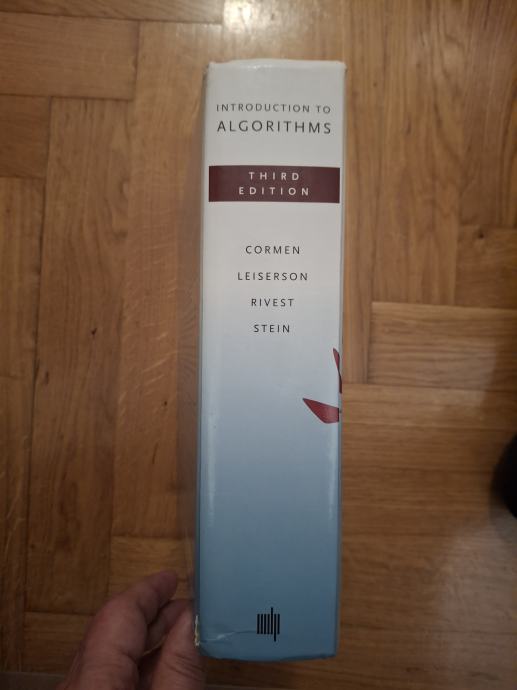 INTRODUCTION TO
ALGORITHMS
THIRD
EDITION
CORMEN
LEISERSON
RIVEST
STEIN